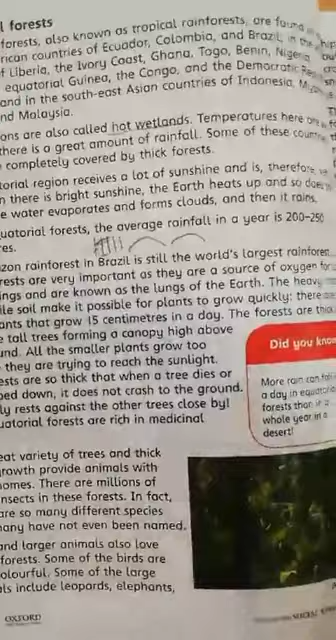 l forests
forests, also known as tropical rainforests, are found
rican countries of Ecuador, Colombia, and Brazil, in the
f Liberia, the Ivory Coast, Ghana, Togo, Benin, Nigeria
equatorial Guinea, the Congo, and the Democratic
and in the south-east Asian countries of Indonesia,
nd Malaysia.
ons are also called hot wetlands. Temperatures here
there is a great amount of rainfall. Some of these
completely covered by thick forests.
torial region receives a lot of sunshine and is, therefore,
n there is bright sunshine, the Earth heats up and so does
e water evaporates and forms clouds, and then it rains.
uatorial forests, the average rainfall in a year is 200–250
res.
zon rainforest in Brazil is still the world's largest rainforest
rests are very important as they are a source of oxygen for
ings and are known as the lungs of the Earth. The heavy
ile soil make it possible for plants to grow quickly: there
ants that grow 15 centimetres in a day. The forests are thick
e tall trees forming a canopy high above
und. All the smaller plants grow too
they are trying to reach the sunlight.
ests are so thick that when a tree dies or
ped down, it does not crash to the ground.
ly rests against the other trees close by!
uatorial forests are rich in medicinal
Did you know
More rain can fall
a day in equatorial
forests than in a
whole year in a
desert!
eat variety of trees and thick
rowth provide animals with
omes. There are millions of
nsects in these forests. In fact,
are so many different species
many have not even been named.
and larger animals also love
forests. Some of the birds are
olourful. Some of the large
ls include leopards, elephants,
OXFORD